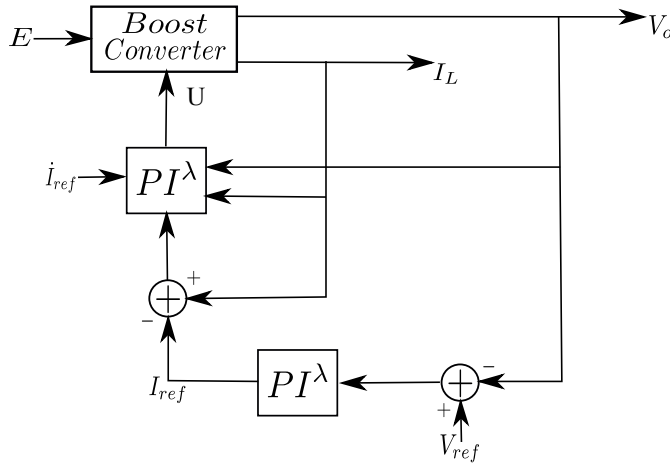 E
Boost
Converter
V_o
I_L
U
İ_ref
PI^λ
+
−
I_ref
PI^λ
−
+
V_ref